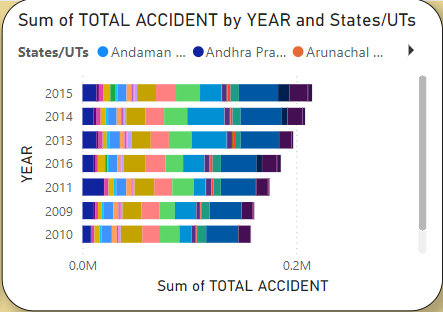 Sum of TOTAL ACCIDENT by YEAR and States/UTs
States/UTs Andaman ... Andhra Pra... Arunachal ...
YEAR
2015
2014
2013
2016
2011
2009
2010
0.0M 0.2M
Sum of TOTAL ACCIDENT